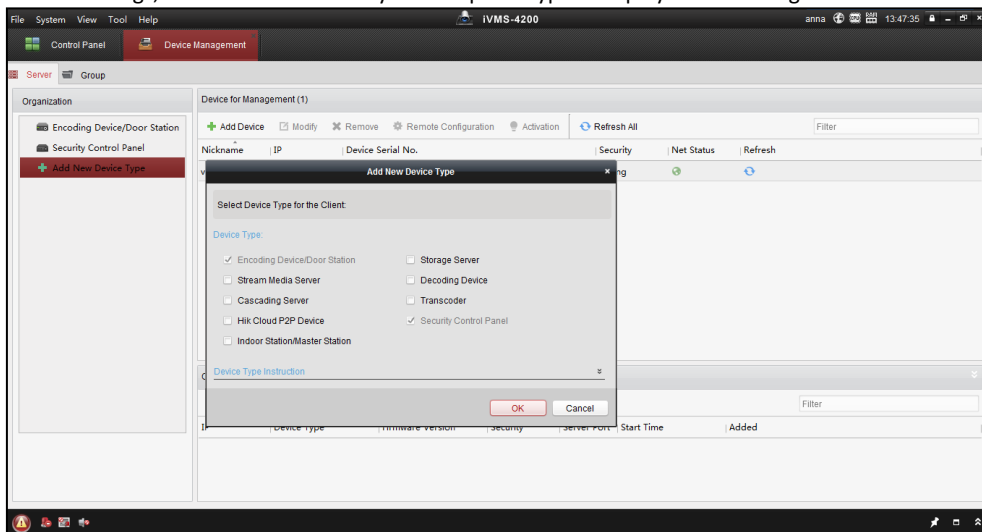 File System View Tool Help iVMS-4200 anna 13:47:35
Control Panel Device Management
Server Group
Organization Device for Management (1)
Encoding Device/Door Station Add Device Modify Remove Remote Configuration Activation Refresh All Filter
Security Control Panel Nickname IP Device Serial No. Security Net Status Refresh
Add New Device Type
Add New Device Type
Select Device Type for the Client:
Device Type:
Encoding Device/Door Station Storage Server
Stream Media Server Decoding Device
Cascading Server Transcoder
Hik Cloud P2P Device Security Control Panel
Indoor Station/Master Station
Device Type Instruction
OK Cancel
Filter
Device Type Firmware Version Security Server Port Start Time Added